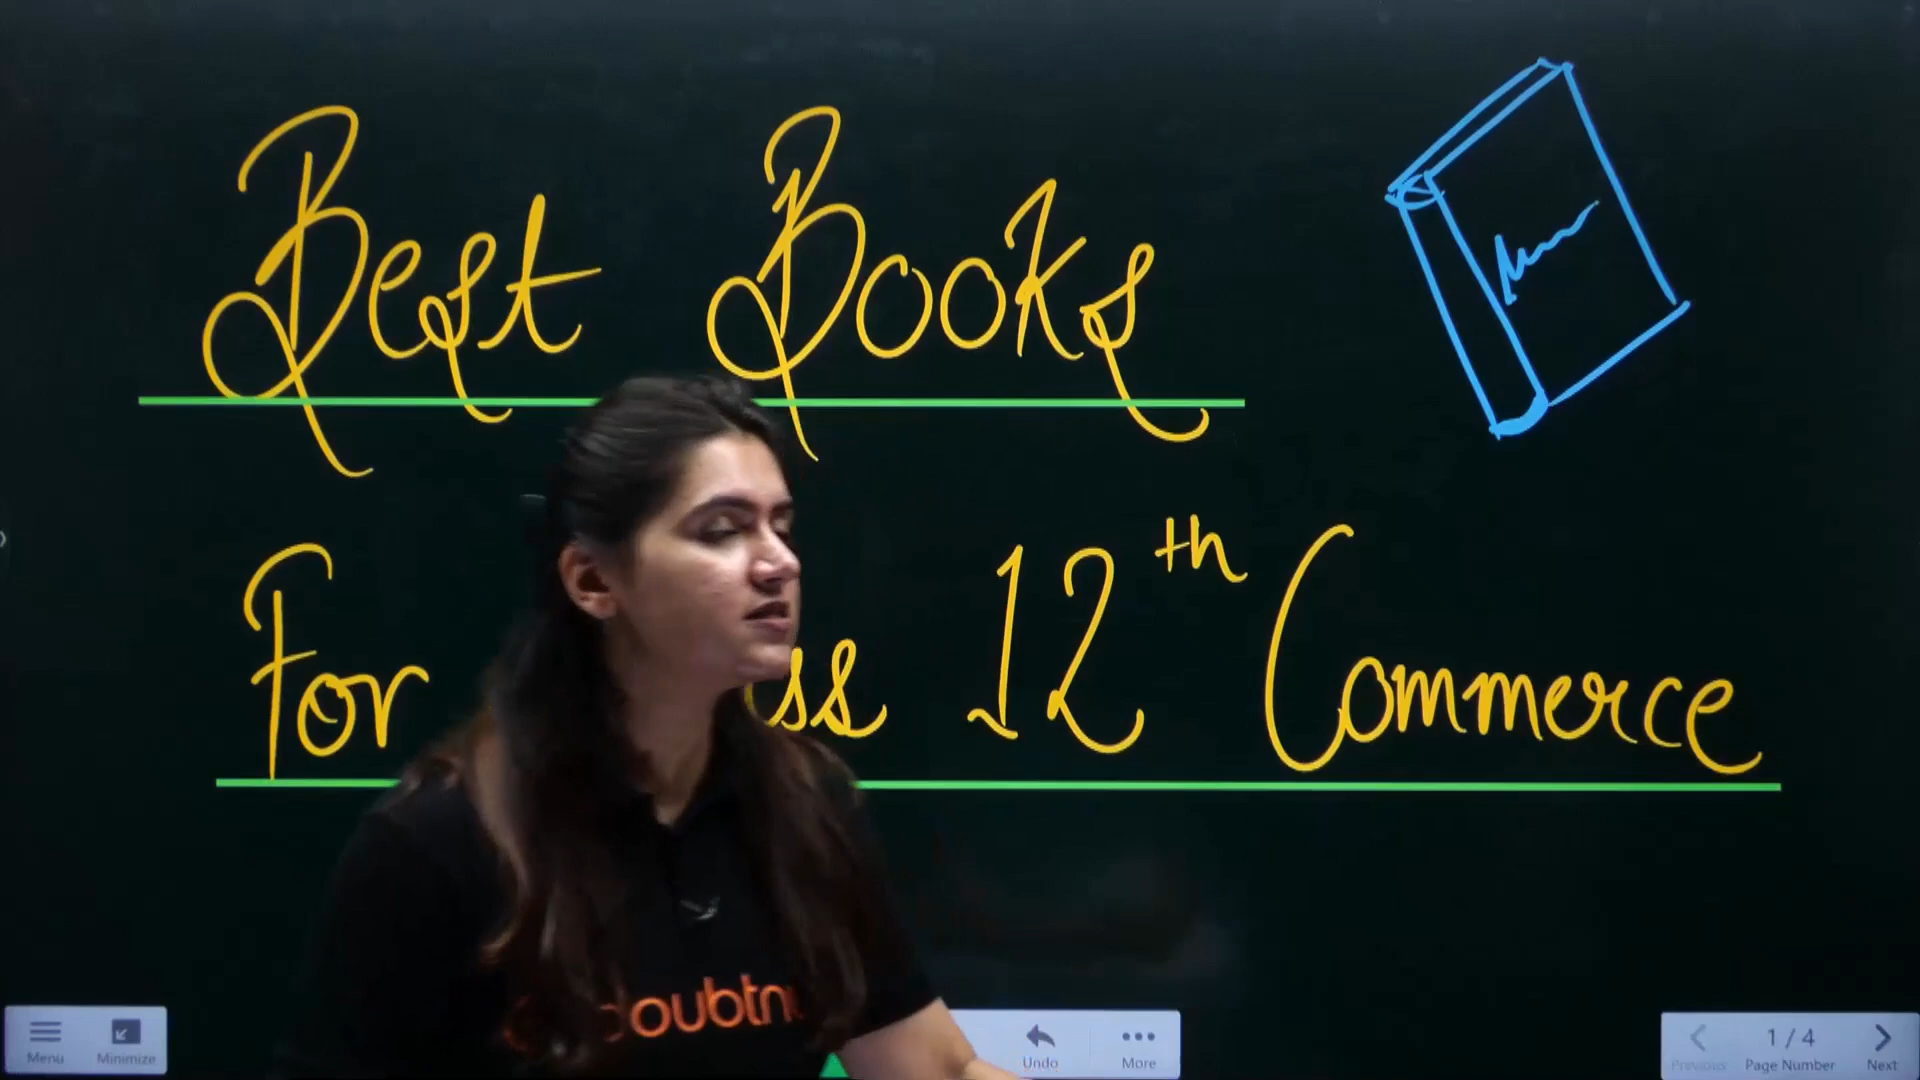 Best Books
For ss 12th Commerce
doubtn
Menu
Minimize
Undo
More
1 / 4
Previous
Page Number
Next